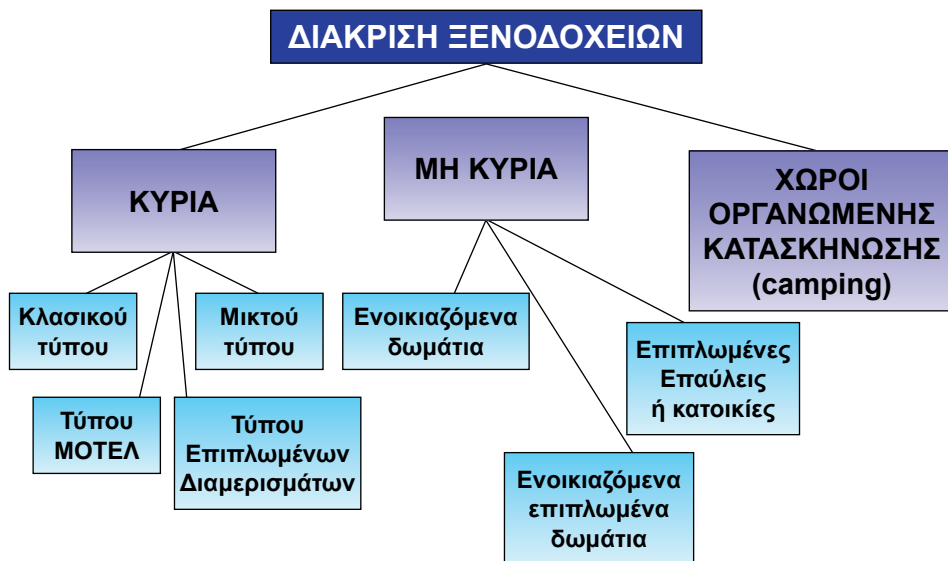 ΔΙΑΚΡΙΣΗ ΞΕΝΟΔΟΧΕΙΩΝ
ΚΥΡΙΑ
ΜΗ ΚΥΡΙΑ
ΧΩΡΟΙ
ΟΡΓΑΝΩΜΕΝΗΣ
ΚΑΤΑΣΚΗΝΩΣΗΣ
(camping)
Κλασικού
τύπου
Μικτού
τύπου
Τύπου
ΜΟΤΕΛ
Τύπου
Επιπλωμένων
Διαμερισμάτων
Ενοικιαζόμενα
δωμάτια
Επιπλωμένες
Επαύλεις
ή κατοικίες
Ενοικιαζόμενα
επιπλωμένα
δωμάτια